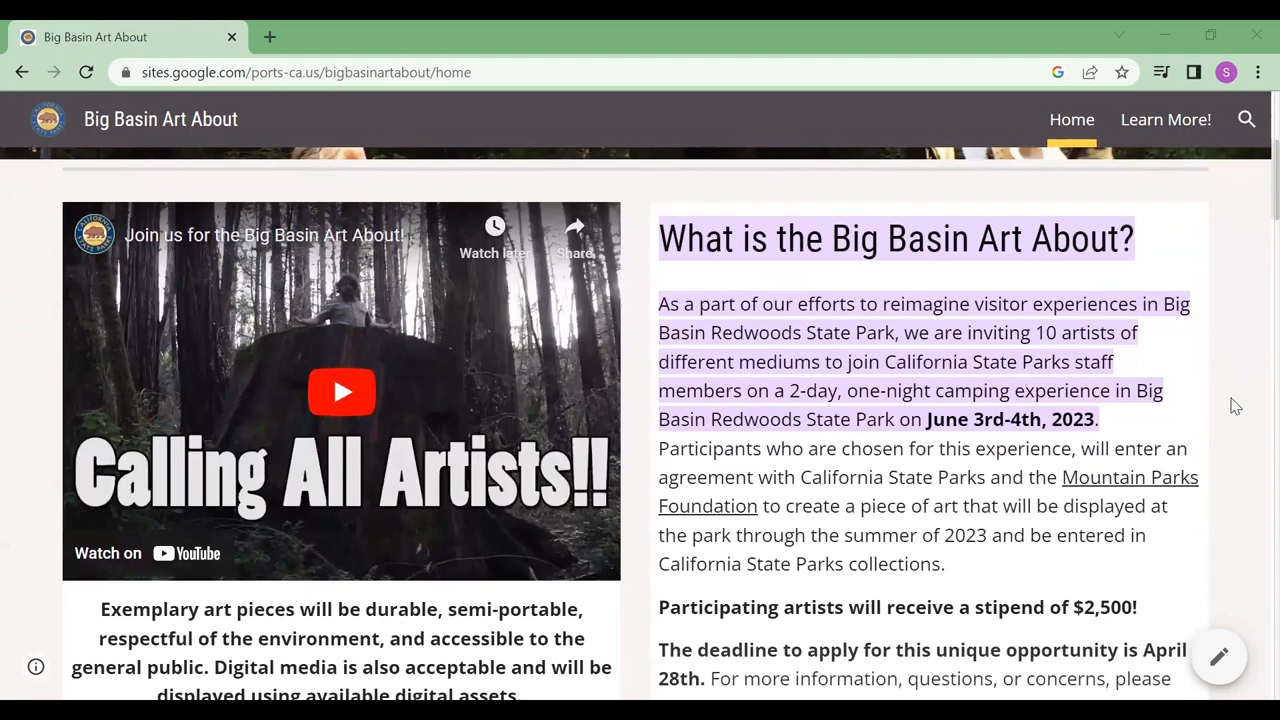 Big Basin Art About
sites.google.com/ports-ca.us/bigbasinartabout/home
S
Big Basin Art About
Home
Learn More!
Join us for the Big Basin Art About!
Watch later
Share
Calling All Artists!!
Watch on YouTube
Exemplary art pieces will be durable, semi-portable,
respectful of the environment, and accessible to the
general public. Digital media is also acceptable and will be
displayed using available digital assets.
What is the Big Basin Art About?
As a part of our efforts to reimagine visitor experiences in Big
Basin Redwoods State Park, we are inviting 10 artists of
different mediums to join California State Parks staff
members on a 2-day, one-night camping experience in Big
Basin Redwoods State Park on June 3rd-4th, 2023.
Participants who are chosen for this experience, will enter an
agreement with California State Parks and the Mountain Parks
Foundation to create a piece of art that will be displayed at
the park through the summer of 2023 and be entered in
California State Parks collections.
Participating artists will receive a stipend of $2,500!
The deadline to apply for this unique opportunity is April
28th. For more information, questions, or concerns, please